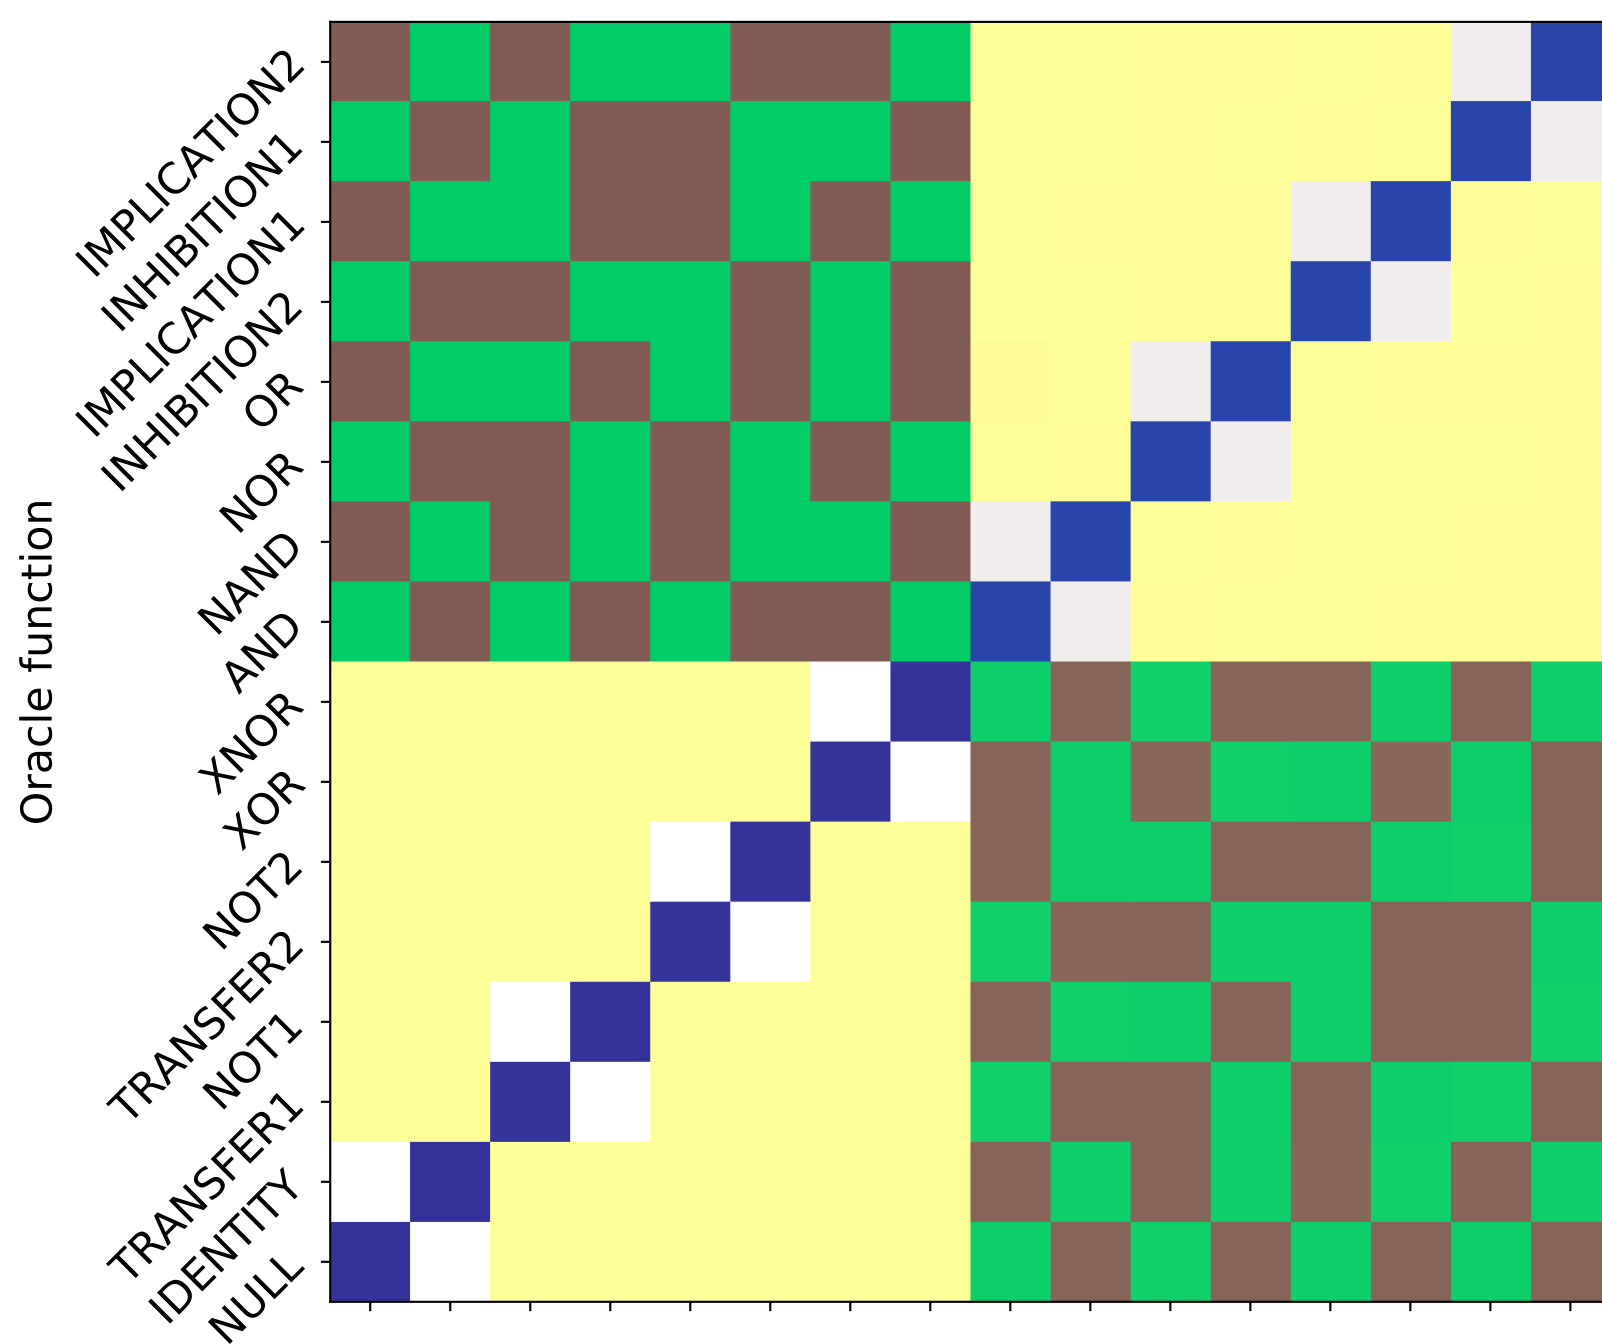 IMPLICATION2
INHIBITION1
IMPLICATION1
INHIBITION2
OR
NOR
NAND
AND
XNOR
XOR
NOT2
TRANSFER2
NOT1
TRANSFER1
IDENTITY
NULL
Oracle function